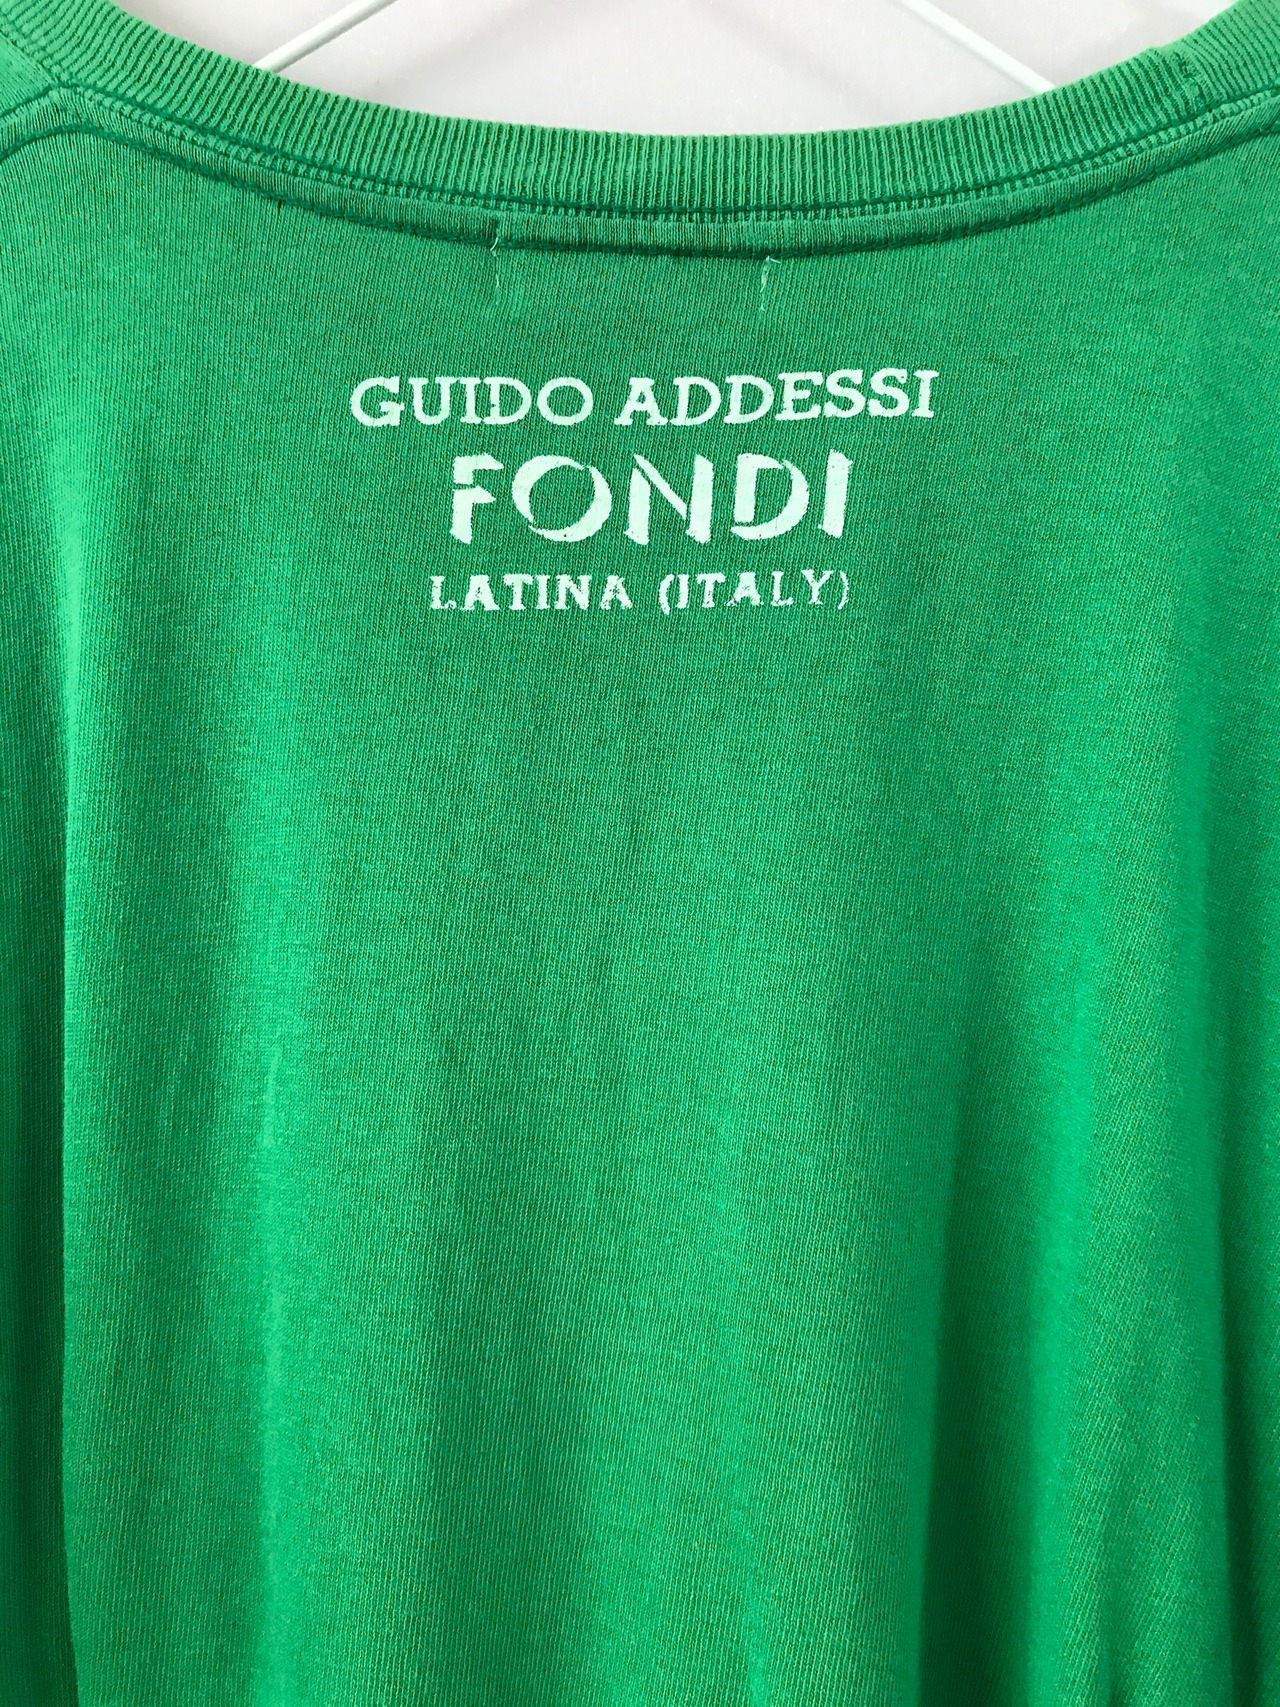 GUIDO ADDESSI
FONDI
LATINA (ITALY)